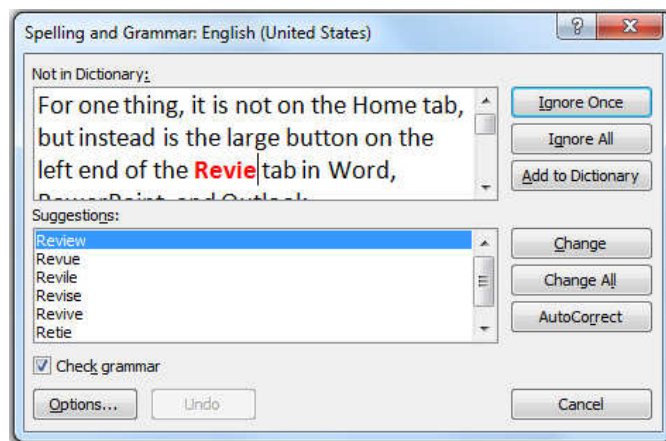 Spelling and Grammar: English (United States)
Not in Dictionary:
For one thing, it is not on the Home tab,
but instead is the large button on the
left end of the Revie tab in Word,
PowerPoint, and Outlook
Ignore Once
Ignore All
Add to Dictionary
Suggestions:
Review
Revue
Revile
Revise
Revive
Retie
Change
Change All
AutoCorrect
Check grammar
Options...
Undo
Cancel